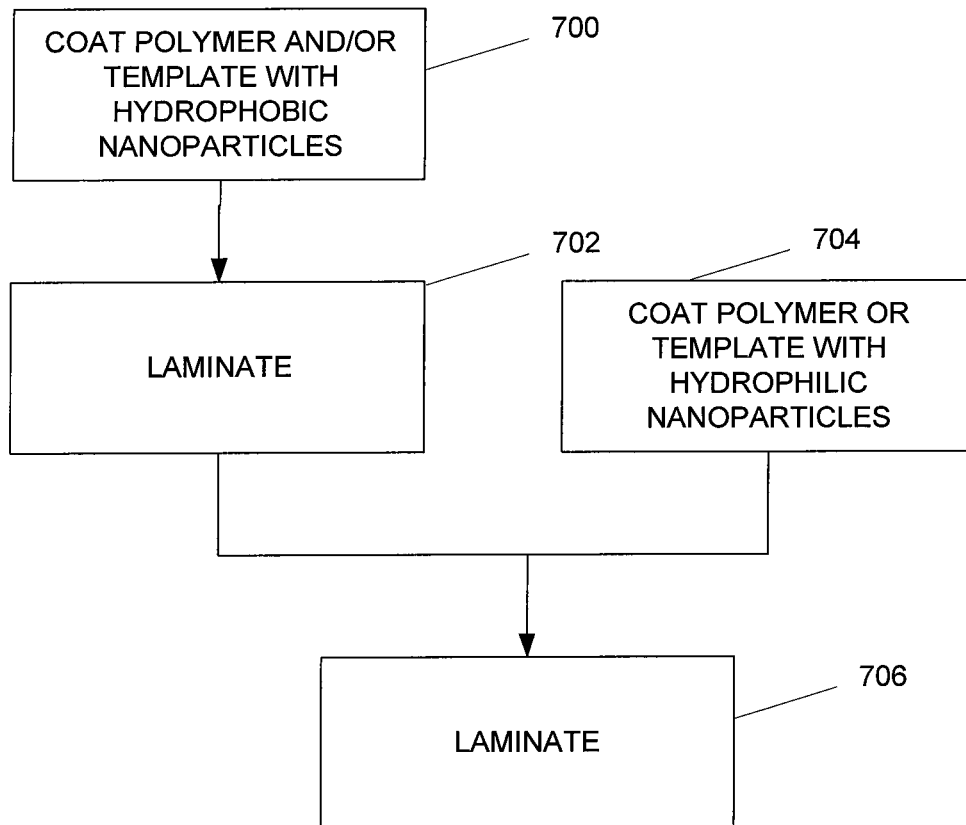 COAT POLYMER AND/OR
TEMPLATE WITH
HYDROPHOBIC
NANOPARTICLES
700
LAMINATE
702
COAT POLYMER OR
TEMPLATE WITH
HYDROPHILIC
NANOPARTICLES
704
LAMINATE
706